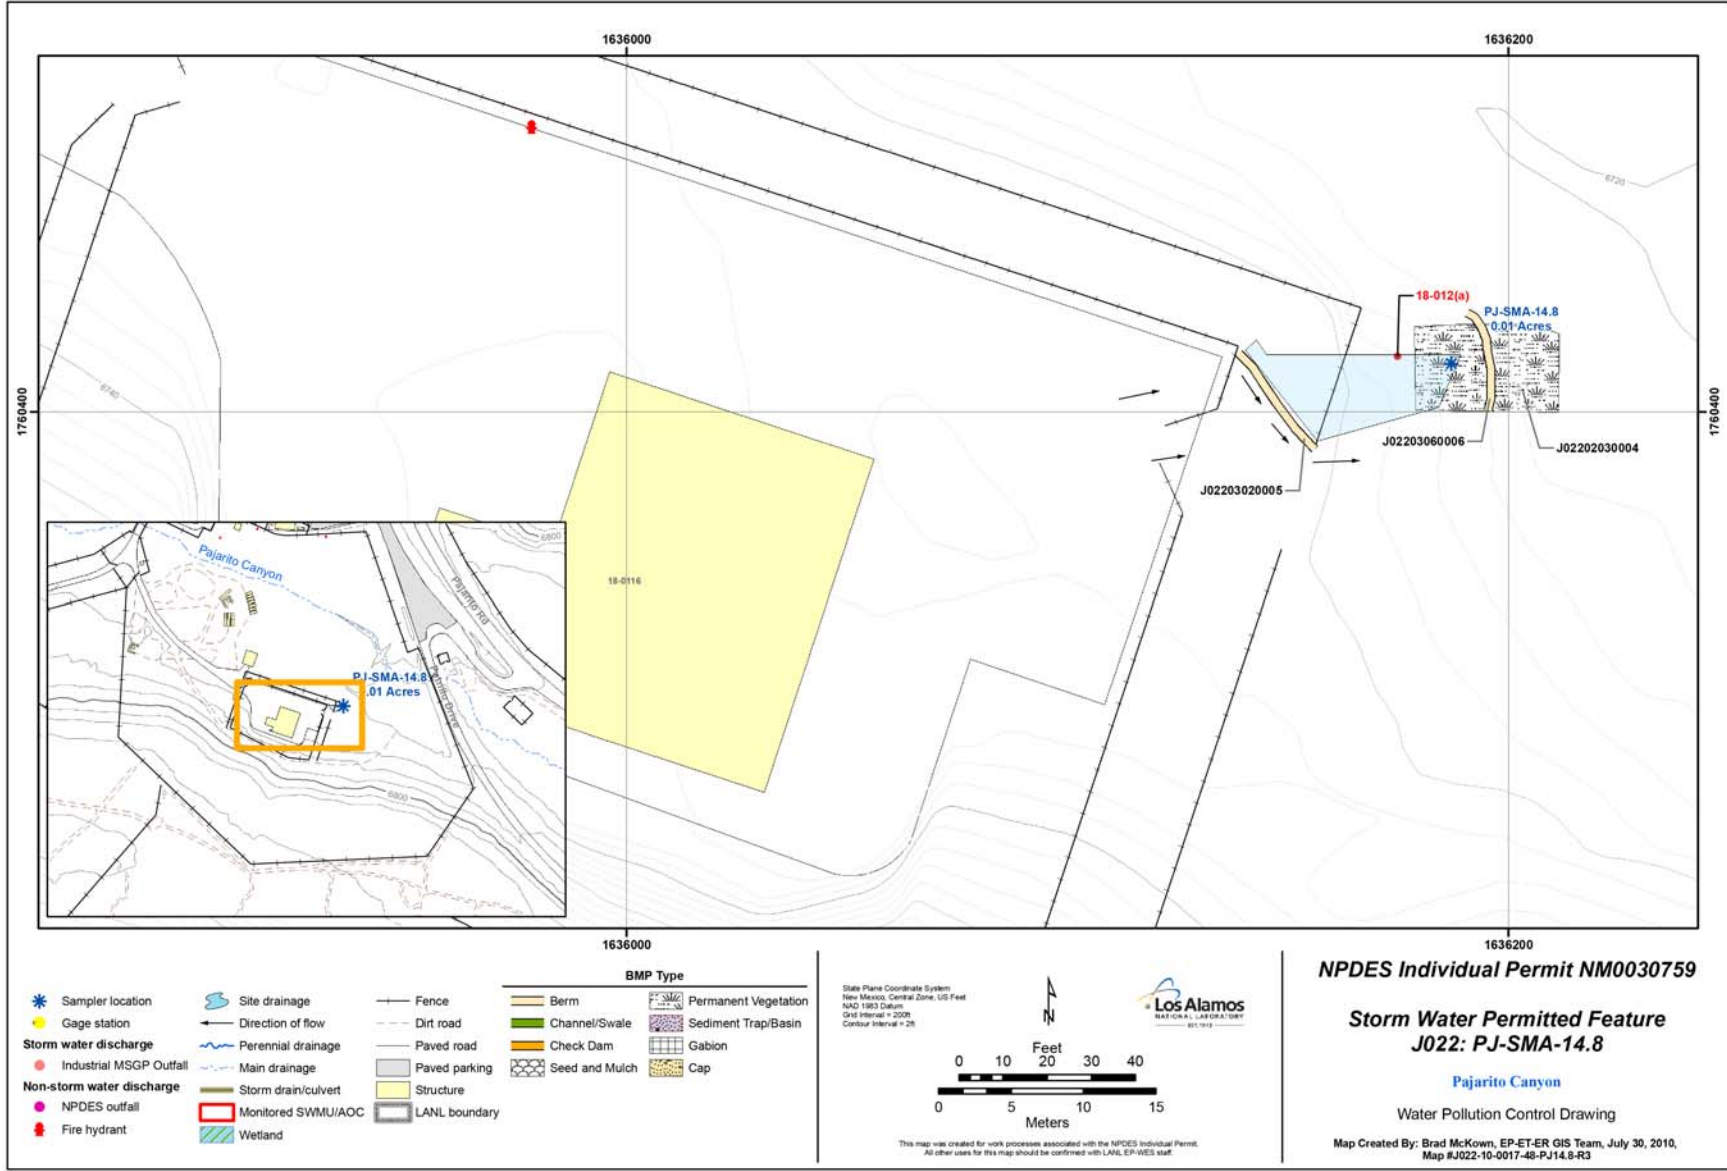 1636000
1636200
6720
18-012(a)
PJ-SMA-14.8
0.01 Acres
6740
1760400
1760400
J02203060006
J02202030004
J02203020005
18-0116
6800
Pajarito Canyon
Pajarito Rd
PJ-SMA-14.8
.01 Acres
Drive
6800
1636000
1636200
Sampler location
Gage station
Storm water discharge
Industrial MSGP Outfall
Non-storm water discharge
NPDES outfall
Fire hydrant
Site drainage
Direction of flow
Perennial drainage
Main drainage
Storm drain/culvert
Monitored SWMU/AOC
Wetland
Fence
Dirt road
Paved road
Paved parking
Structure
LANL boundary
BMP Type
Berm
Channel/Swale
Check Dam
Seed and Mulch
Permanent Vegetation
Sediment Trap/Basin
Gabion
Cap
State Plane Coordinate System
New Mexico, Central Zone, US Feet
NAD 1983 Datum
Grid Interval = 200ft
Contour Interval = 2ft
N
Los Alamos
NATIONAL LABORATORY
EST. 1943
Feet
0 10 20 30 40
0 5 10 15
Meters
This map was created for work processes associated with the NPDES Individual Permit.
All other uses for this map should be confirmed with LANL EP-WES staff.
NPDES Individual Permit NM0030759
Storm Water Permitted Feature
J022: PJ-SMA-14.8
Pajarito Canyon
Water Pollution Control Drawing
Map Created By: Brad McKown, EP-ET-ER GIS Team, July 30, 2010,
Map #J022-10-0017-48-PJ14.8-R3